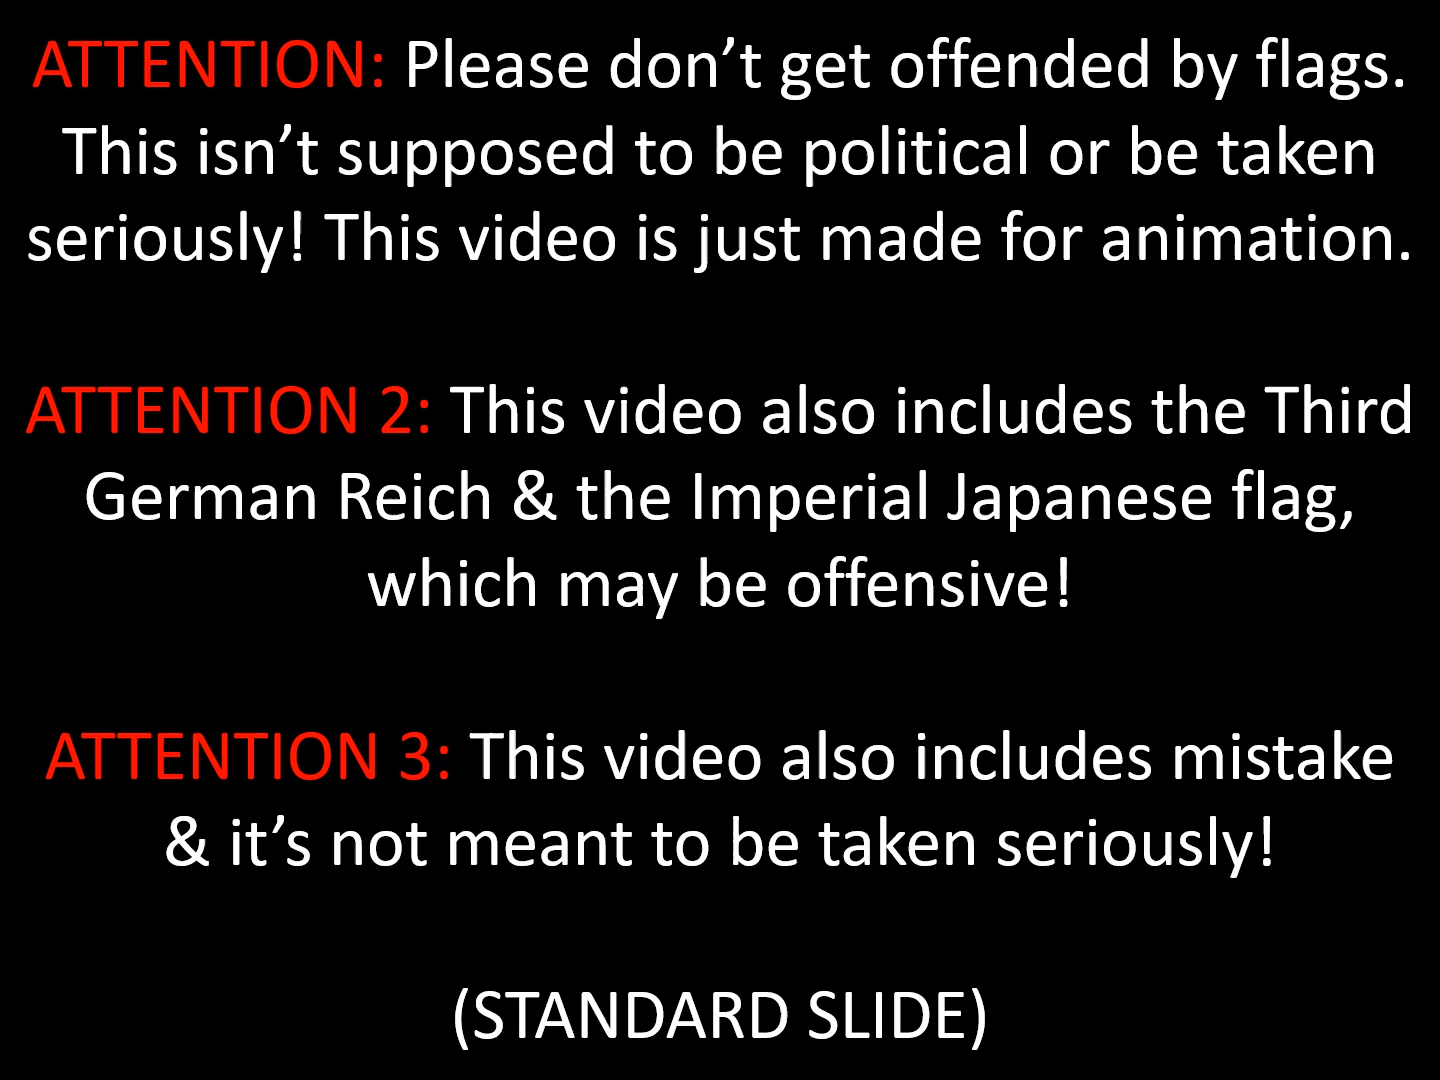 ATTENTION: Please don’t get offended by flags.
This isn’t supposed to be political or be taken
seriously! This video is just made for animation.
ATTENTION 2: This video also includes the Third
German Reich & the Imperial Japanese flag,
which may be offensive!
ATTENTION 3: This video also includes mistake
& it’s not meant to be taken seriously!
(STANDARD SLIDE)